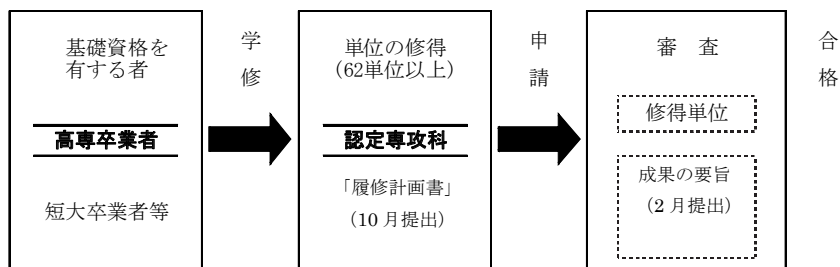 基礎資格を
有する者
高専卒業者
短大卒業者等
学
修
単位の修得
(62単位以上)
認定専攻科
「履修計画書」
（10 月提出）
申
請
審　査
修得単位
成果の要旨
（2 月提出）
合
格